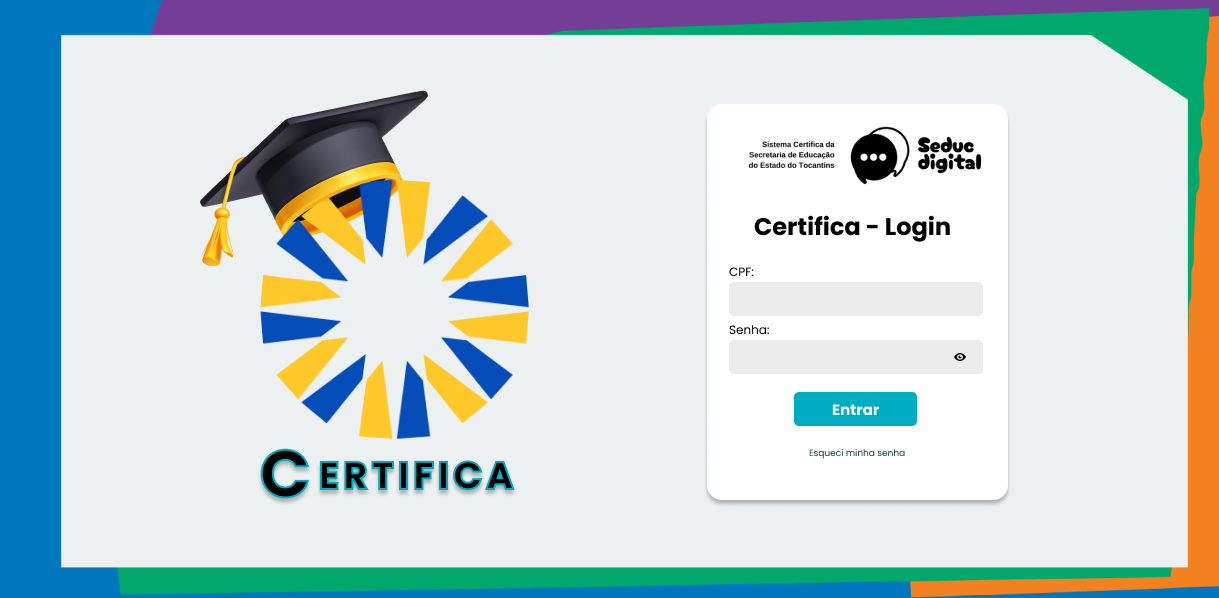 CERTIFICA
Sistema Certifica da
Secretaria de Educação
do Estado do Tocantins
Seduc
digital
Certifica - Login
CPF:
Senha:
Entrar
Esqueci minha senha